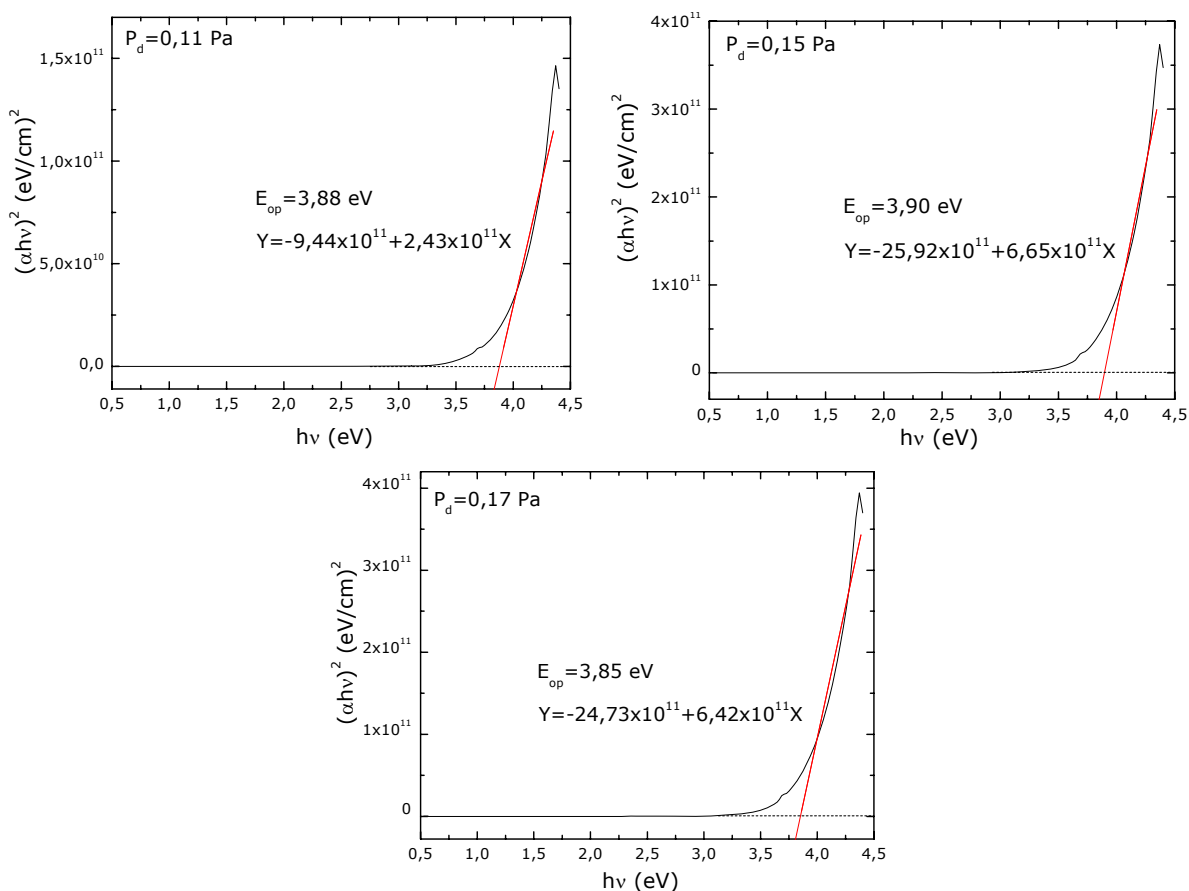 P_d=0,11 Pa
1,5x10^11
1,0x10^11
5,0x10^10
0,0
(αhν)^2 (eV/cm)^2
E_op=3,88 eV
Y=-9,44x10^11+2,43x10^11X
0,5 1,0 1,5 2,0 2,5 3,0 3,5 4,0 4,5
hν (eV)
P_d=0,15 Pa
4x10^11
3x10^11
2x10^11
1x10^11
0
(αhν)^2 (eV/cm)^2
E_op=3,90 eV
Y=-25,92x10^11+6,65x10^11X
0,5 1,0 1,5 2,0 2,5 3,0 3,5 4,0 4,5
hν (eV)
P_d=0,17 Pa
4x10^11
3x10^11
2x10^11
1x10^11
0
(αhν)^2 (eV/cm)^2
E_op=3,85 eV
Y=-24,73x10^11+6,42x10^11X
0,5 1,0 1,5 2,0 2,5 3,0 3,5 4,0 4,5
hν (eV)